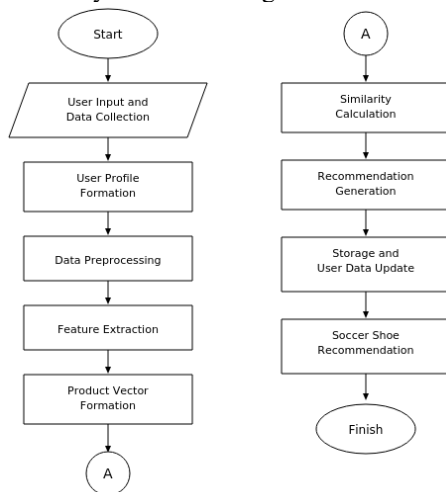 Start
User Input and
Data Collection
User Profile
Formation
Data Preprocessing
Feature Extraction
Product Vector
Formation
A
A
Similarity
Calculation
Recommendation
Generation
Storage and
User Data Update
Soccer Shoe
Recommendation
Finish